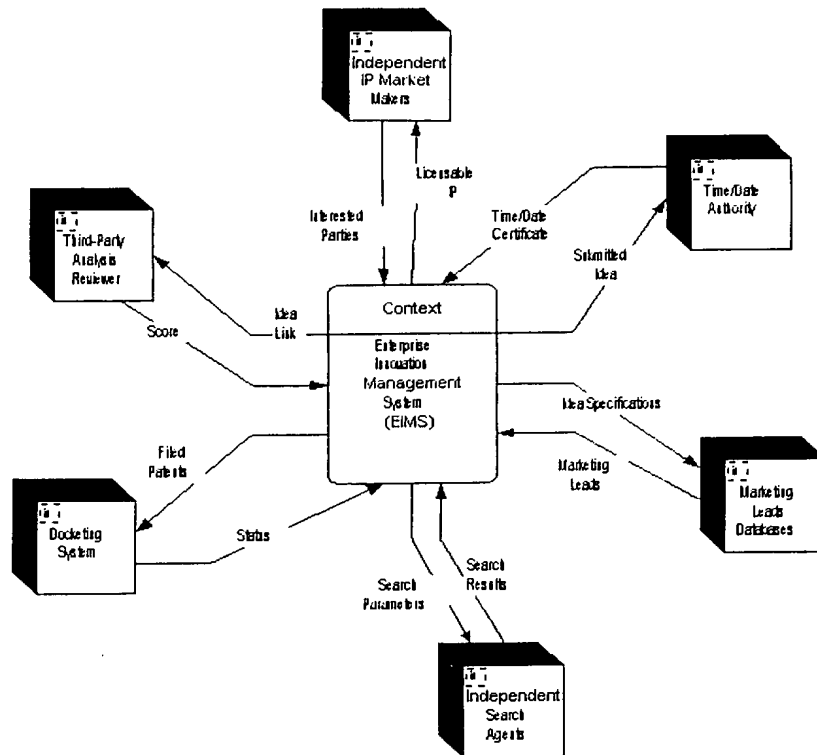 Independent
IP Market
Makers
Licensable
IP
Interested
Parties
Time/Date
Certificate
Time/Date
Authority
Third-Party
Analysis
Reviewer
Submitted
Idea
Idea
Link
Score
Context
Enterprise
Innovation
Management
System
(EIMS)
Idea Specifications
Filed
Patents
Marketing
Leads
Marketing
Leads
Databases
Docketing
System
Status
Search
Parameters
Search
Results
Independent
Search
Agents